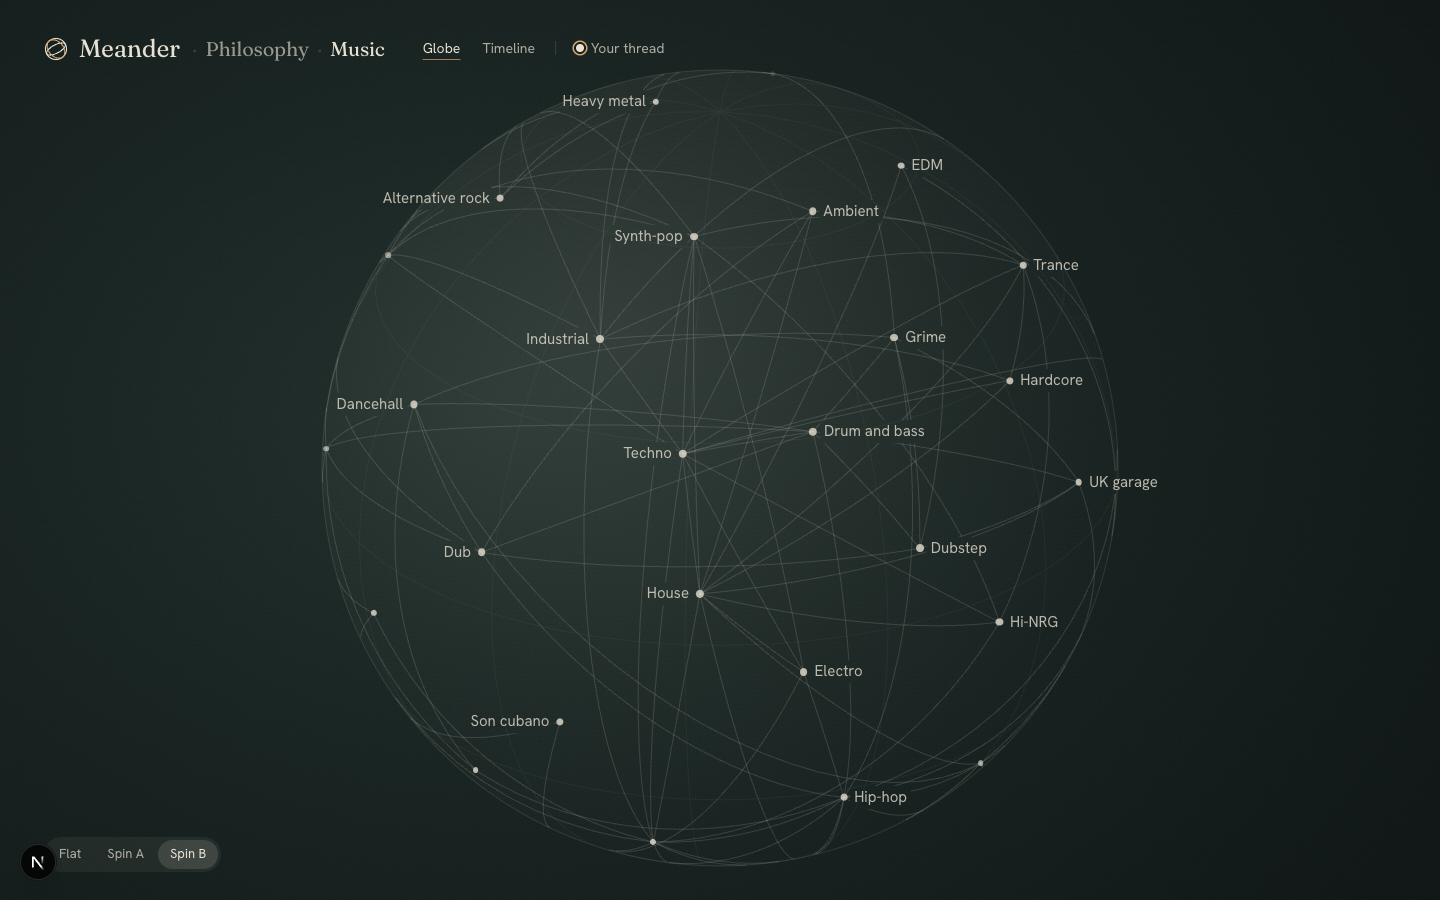 Meander · Philosophy · Music
Globe
Timeline
Your thread
Heavy metal
EDM
Alternative rock
Ambient
Synth-pop
Trance
Industrial
Grime
Hardcore
Dancehall
Drum and bass
Techno
UK garage
Dub
Dubstep
House
Hi-NRG
Electro
Son cubano
Hip-hop
N
Flat
Spin A
Spin B